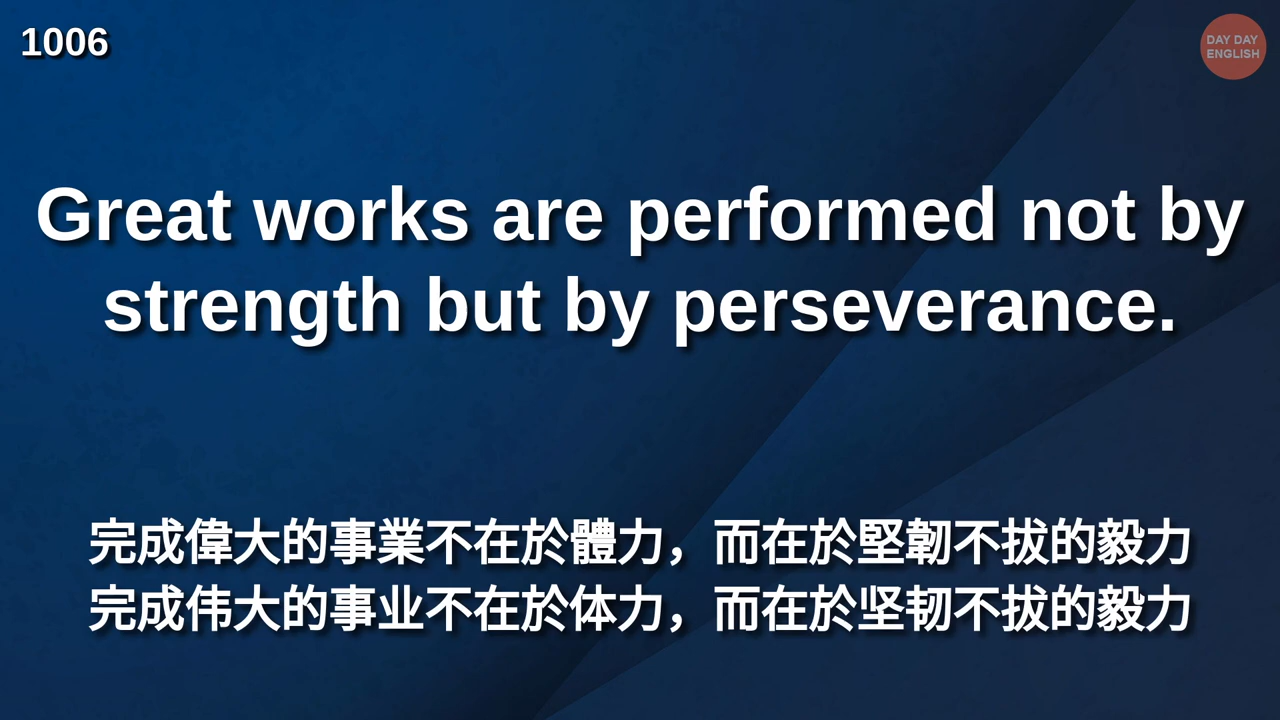 1006
DAY DAY
ENGLISH
Great works are performed not by
strength but by perseverance.
完成偉大的事業不在於體力，而在於堅韌不拔的毅力
完成伟大的事业不在於体力，而在於坚韧不拔的毅力